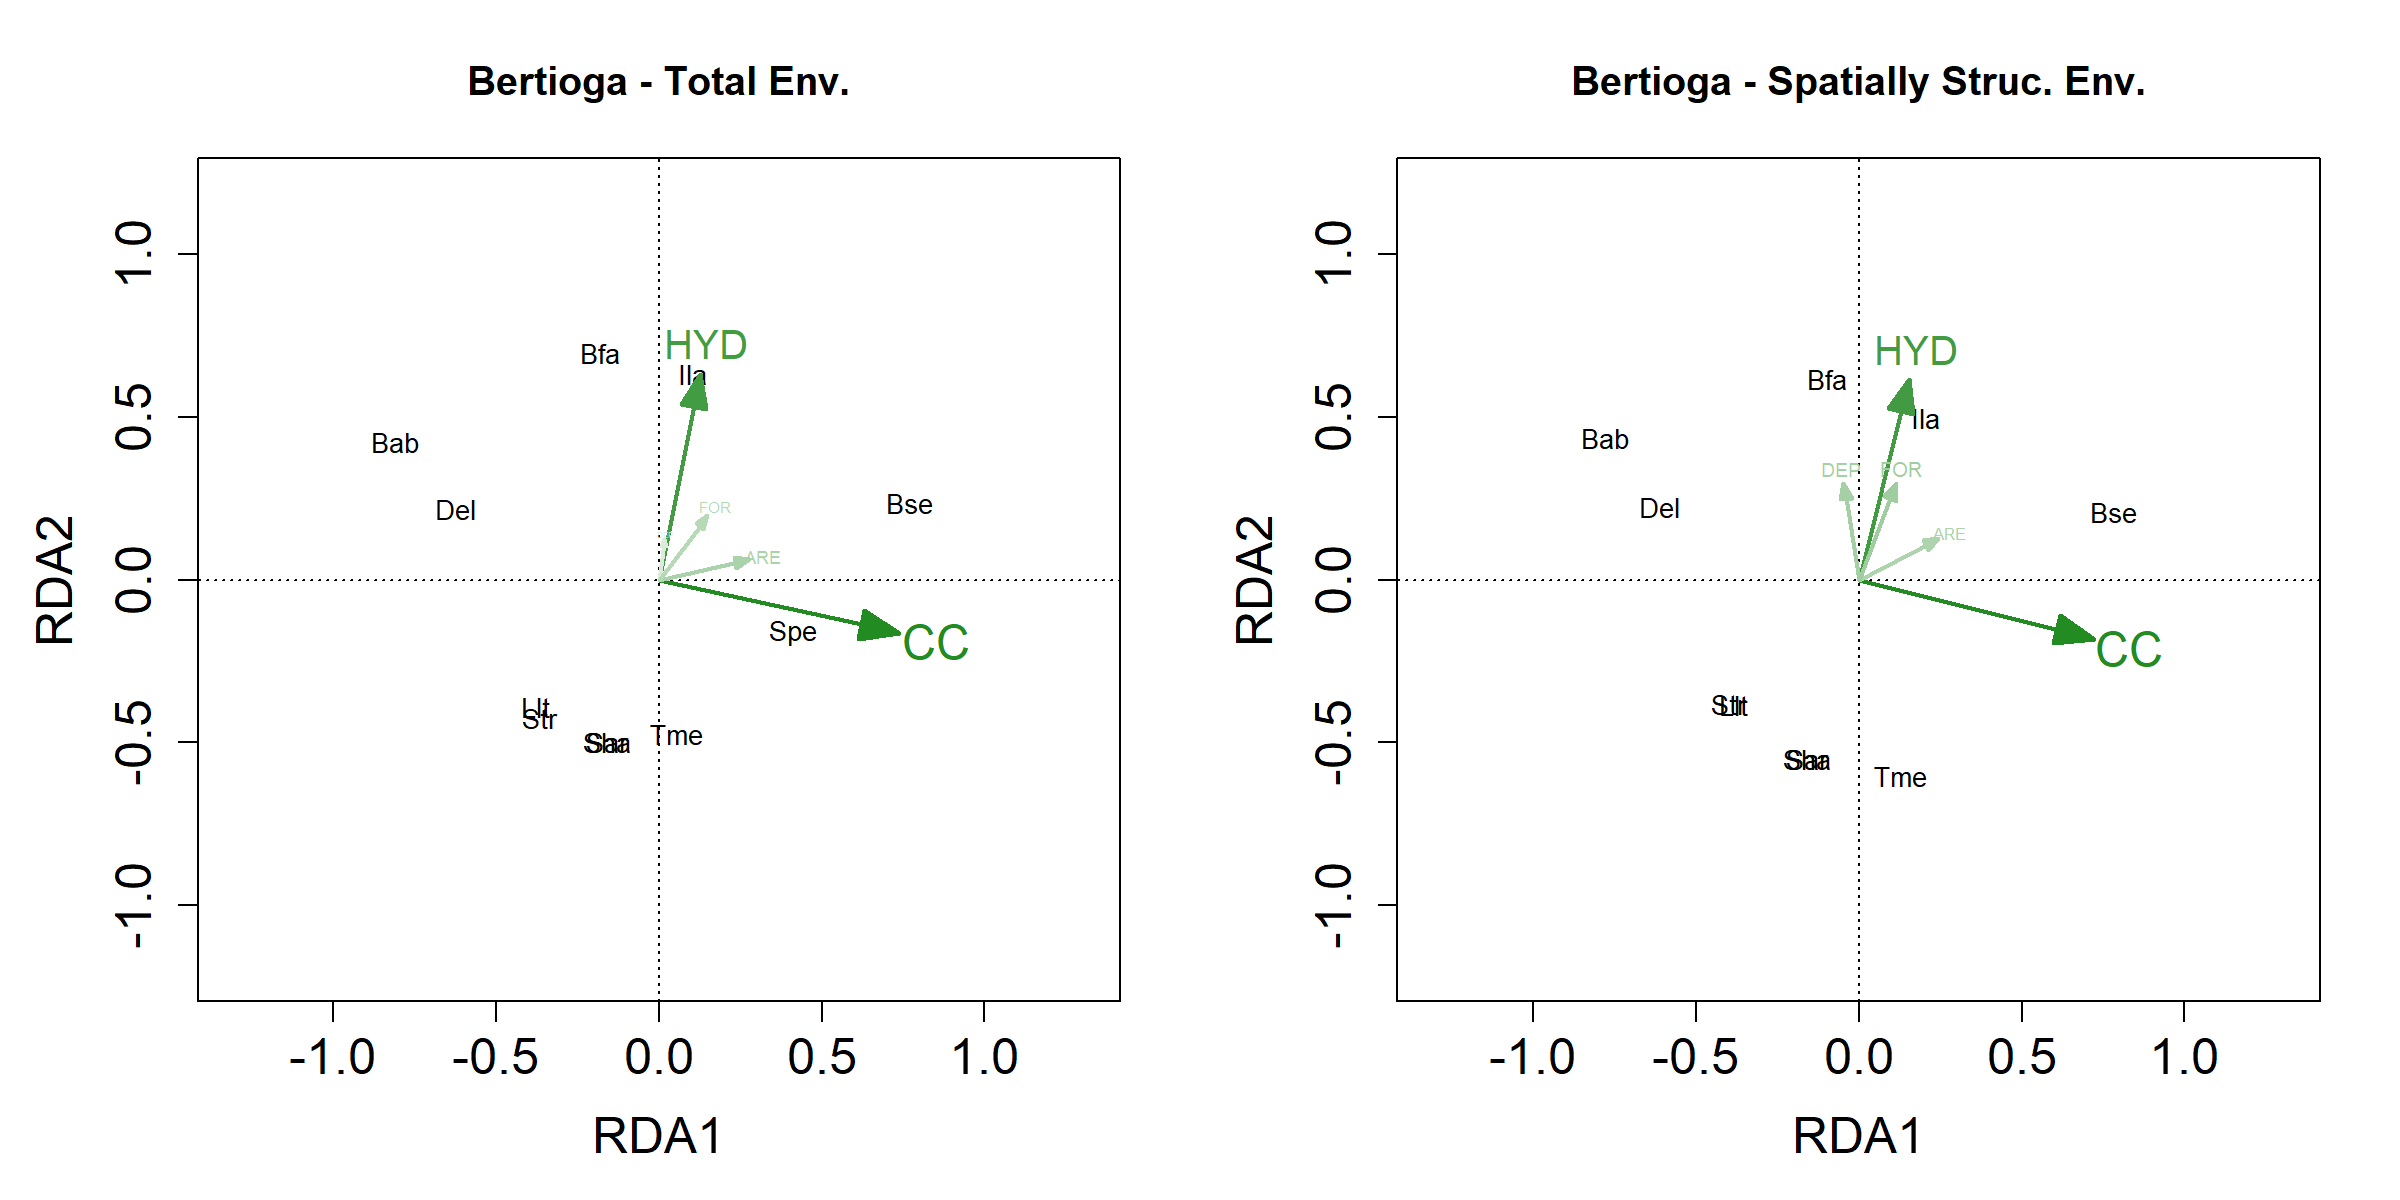 Bertioga - Total Env.
RDA2
1.0
0.5
0.0
-0.5
-1.0
HYD
Bfa
Ila
Bab
Del
FOR
Bse
ARE
Spe
CC
Str
Tme
-1.0 -0.5 0.0 0.5 1.0
RDA1
Bertioga - Spatially Struc. Env.
RDA2
1.0
0.5
0.0
-0.5
-1.0
HYD
Bfa
Ila
Bab
DEP FOR
Del
Bse
ARE
CC
Str
Tme
-1.0 -0.5 0.0 0.5 1.0
RDA1